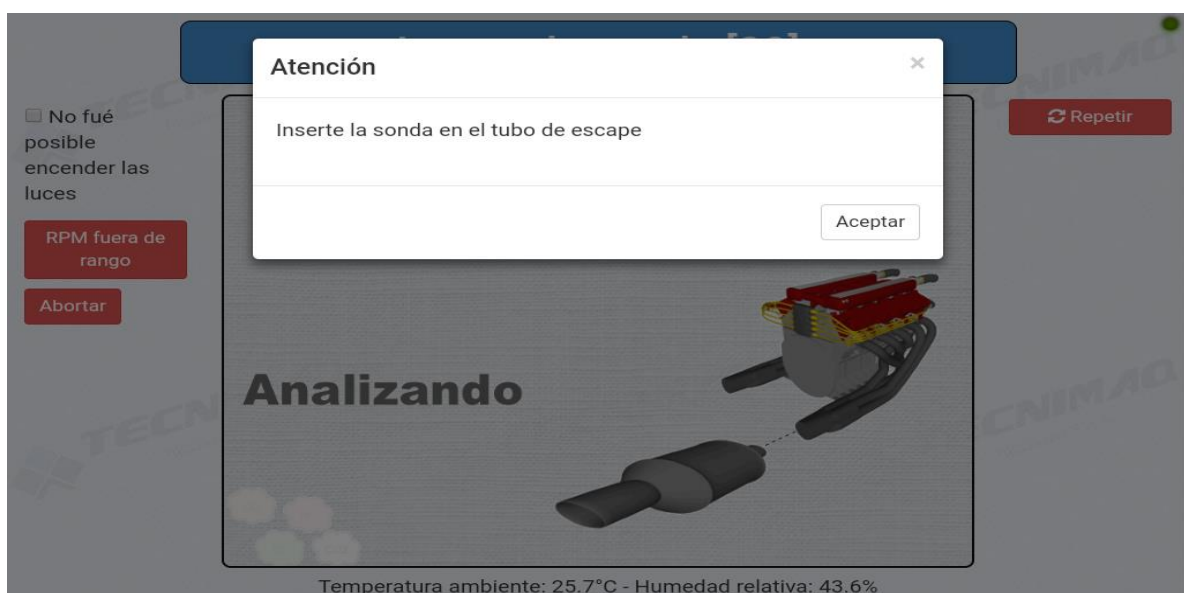 Atención
×
Inserte la sonda en el tubo de escape
Aceptar
No fué
posible
encender las
luces
RPM fuera de
rango
Abortar
Repetir
Analizando
TECNIMAQ
Temperatura ambiente: 25.7°C - Humedad relativa: 43.6%